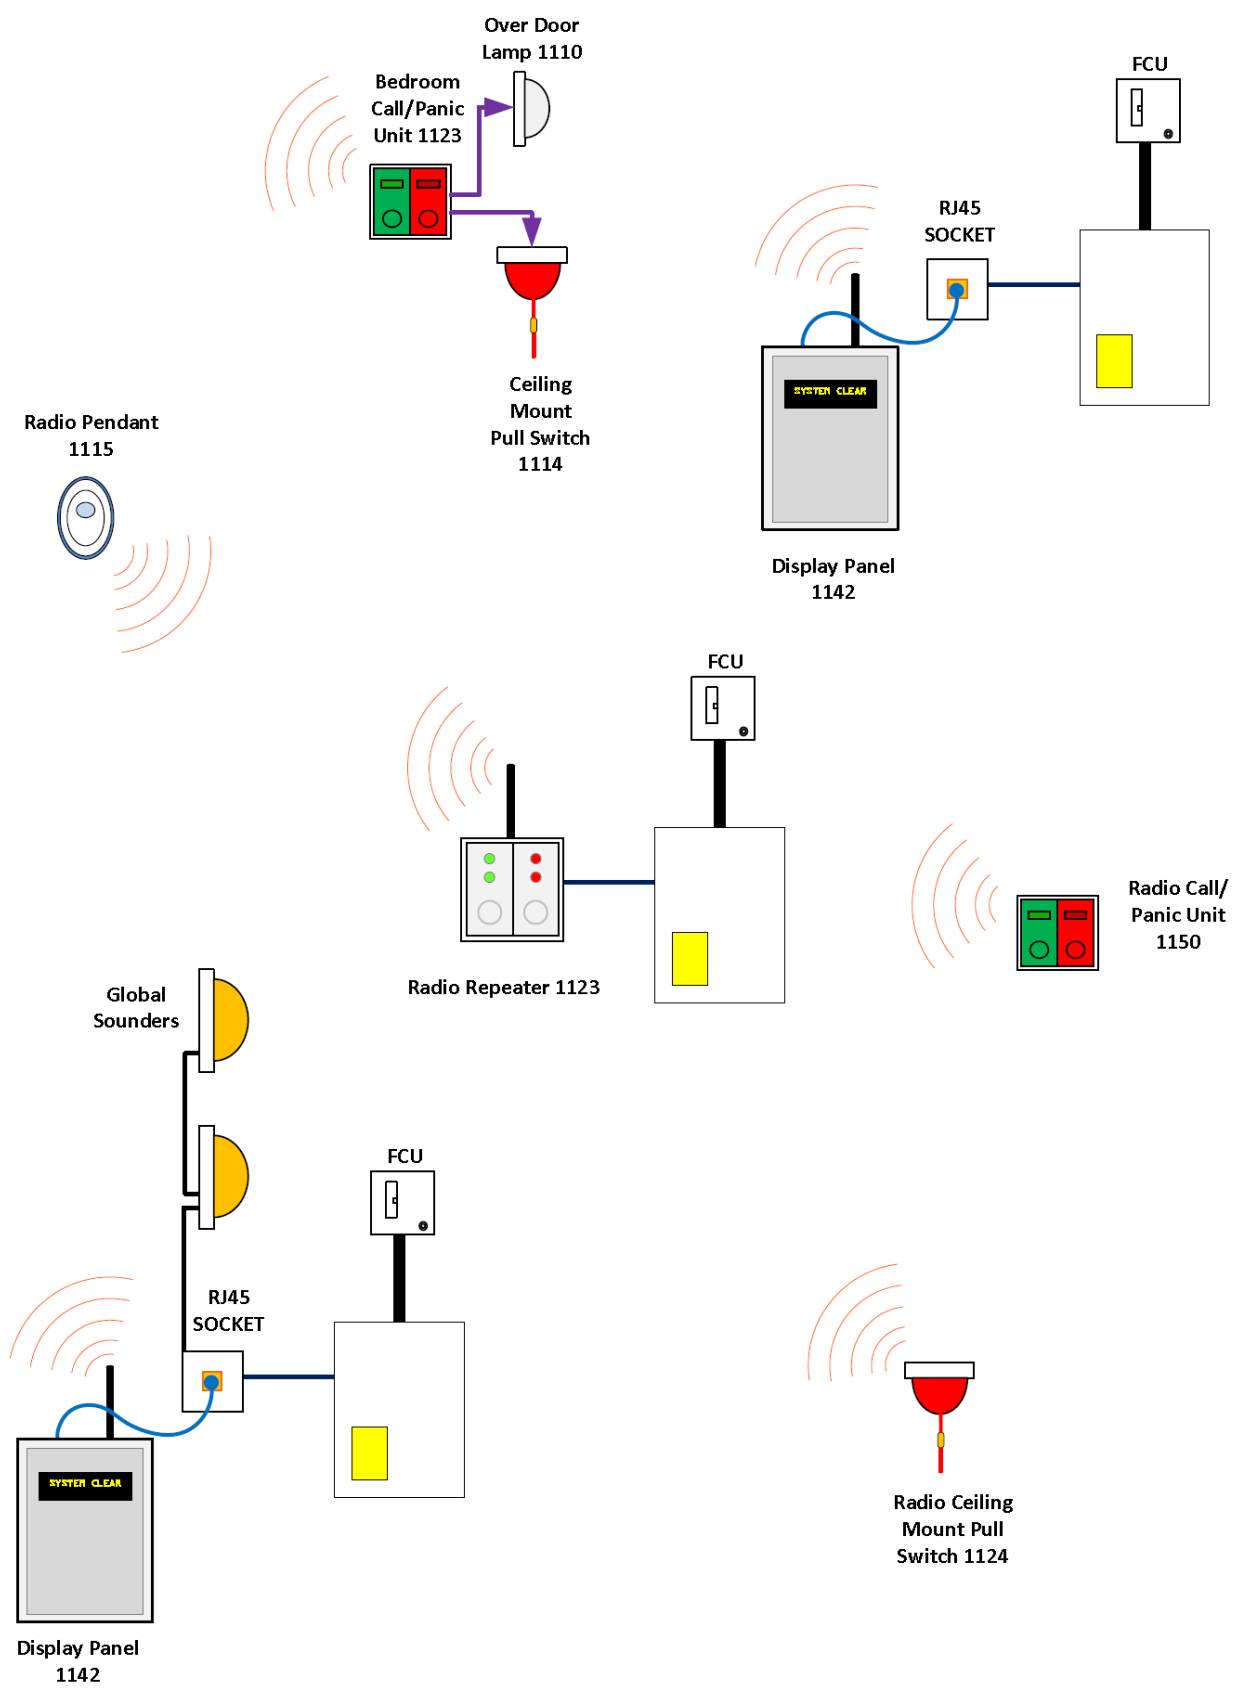 Over Door
Lamp 1110
Bedroom
Call/Panic
Unit 1123
FCU
RJ45
SOCKET
SYSTEM CLEAR
Ceiling
Mount
Pull Switch
1114
Radio Pendant
1115
Display Panel
1142
FCU
Radio Call/
Panic Unit
1150
Radio Repeater 1123
Global
Sounders
FCU
RJ45
SOCKET
SYSTEM CLEAR
Radio Ceiling
Mount Pull
Switch 1124
Display Panel
1142